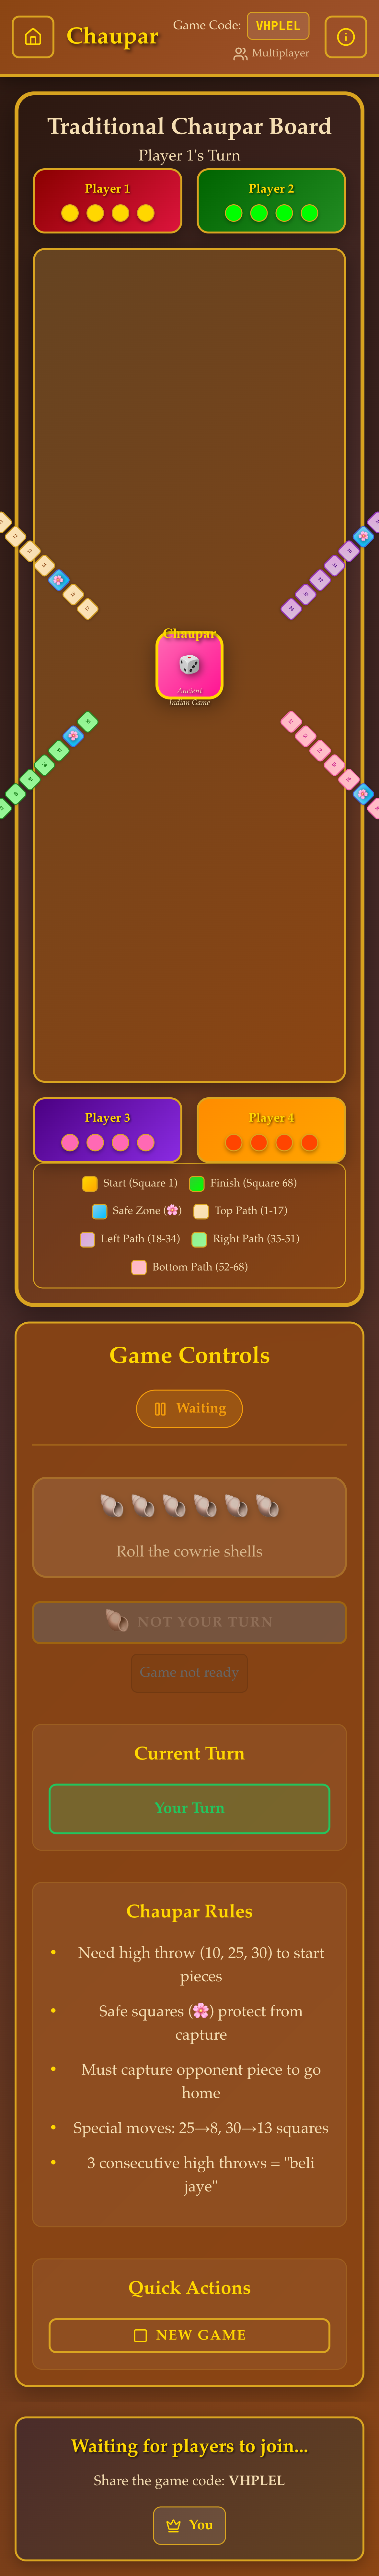 Chaupar
Game Code: VHPLEL
Multiplayer
Traditional Chaupar Board
Player 1's Turn
Player 1
Player 2
Chaupar
Ancient
Indian Game
Player 3
Player 4
Start (Square 1) Finish (Square 68)
Safe Zone (🌸) Top Path (1-17)
Left Path (18-34) Right Path (35-51)
Bottom Path (52-68)
Game Controls
Waiting
Roll the cowrie shells
NOT YOUR TURN
Game not ready
Current Turn
Your Turn
Chaupar Rules
• Need high throw (10, 25, 30) to start
pieces
• Safe squares (🌸) protect from
capture
• Must capture opponent piece to go
home
• Special moves: 25→8, 30→13 squares
• 3 consecutive high throws = "beli
jaye"
Quick Actions
NEW GAME
Waiting for players to join...
Share the game code: VHPLEL
You